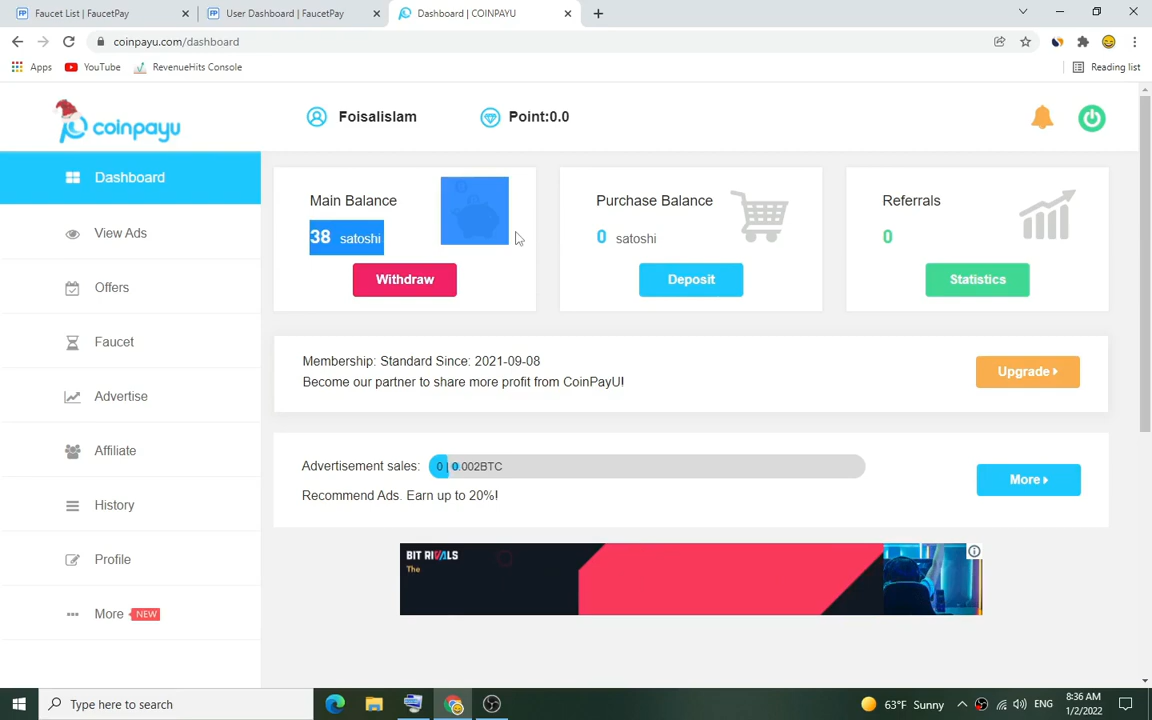 Faucet List | FaucetPay
User Dashboard | FaucetPay
Dashboard | COINPAYU
coinpayu.com/dashboard
Apps
YouTube
RevenueHits Console
Reading list
coinpayu
Foisalislam
Point:0.0
Dashboard
View Ads
Offers
Faucet
Advertise
Affiliate
History
Profile
More NEW
Main Balance
38 satoshi
Withdraw
Purchase Balance
0 satoshi
Deposit
Referrals
0
Statistics
Membership: Standard Since: 2021-09-08
Become our partner to share more profit from CoinPayU!
Upgrade
Advertisement sales: 0 | 0.002BTC
Recommend Ads. Earn up to 20%!
More
BIT RIVALS
The
Type here to search
63°F Sunny
ENG
8:36 AM
1/2/2022